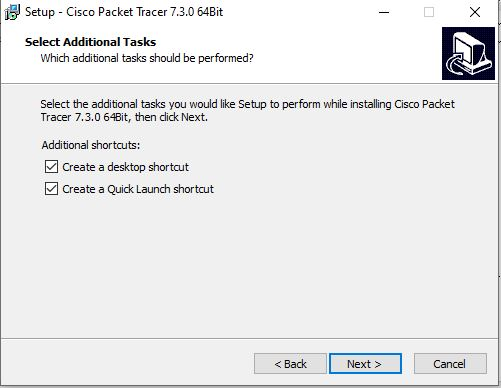 Setup - Cisco Packet Tracer 7.3.0 64Bit
Select Additional Tasks
Which additional tasks should be performed?
Select the additional tasks you would like Setup to perform while installing Cisco Packet
Tracer 7.3.0 64Bit, then click Next.
Additional shortcuts:
Create a desktop shortcut
Create a Quick Launch shortcut
< Back
Next >
Cancel